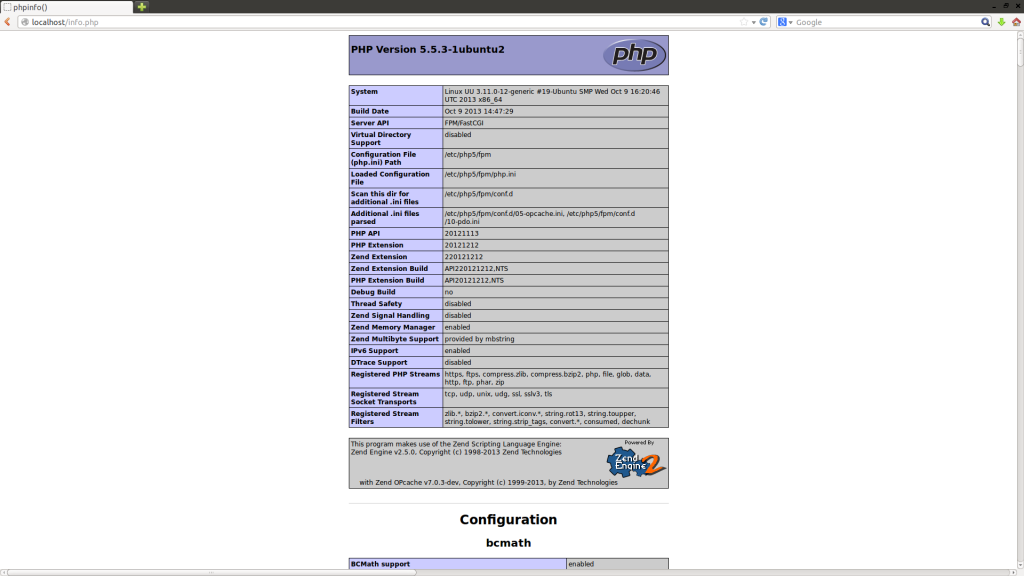 phpinfo()
localhost/info.php
Google
PHP Version 5.5.3-1ubuntu2
php
System
Linux UU 3.11.0-12-generic #19-Ubuntu SMP Wed Oct 9 16:20:46
UTC 2013 x86_64
Build Date
Oct 9 2013 14:47:29
Server API
FPM/FastCGI
Virtual Directory
Support
disabled
Configuration File
(php.ini) Path
/etc/php5/fpm
Loaded Configuration
File
/etc/php5/fpm/php.ini
Scan this dir for
additional .ini files
/etc/php5/fpm/conf.d
Additional .ini files
parsed
/etc/php5/fpm/conf.d/05-opcache.ini, /etc/php5/fpm/conf.d
/10-pdo.ini
PHP API
20121113
PHP Extension
20121212
Zend Extension
220121212
Zend Extension Build
API220121212,NTS
PHP Extension Build
API20121212,NTS
Debug Build
no
Thread Safety
disabled
Zend Signal Handling
disabled
Zend Memory Manager
enabled
Zend Multibyte Support
provided by mbstring
IPv6 Support
enabled
DTrace Support
disabled
Registered PHP Streams
https, ftps, compress.zlib, compress.bzip2, php, file, glob, data,
http, ftp, phar, zip
Registered Stream
Socket Transports
tcp, udp, unix, udg, ssl, sslv3, tls
Registered Stream
Filters
zlib.*, bzip2.*, convert.iconv.*, string.rot13, string.toupper,
string.tolower, string.strip_tags, convert.*, consumed, dechunk
This program makes use of the Zend Scripting Language Engine:
Zend Engine v2.5.0, Copyright (c) 1998-2013 Zend Technologies
Powered By
Zend
Engine 2
with Zend OPcache v7.0.3-dev, Copyright (c) 1999-2013, by Zend Technologies
Configuration
bcmath
BCMath support
enabled